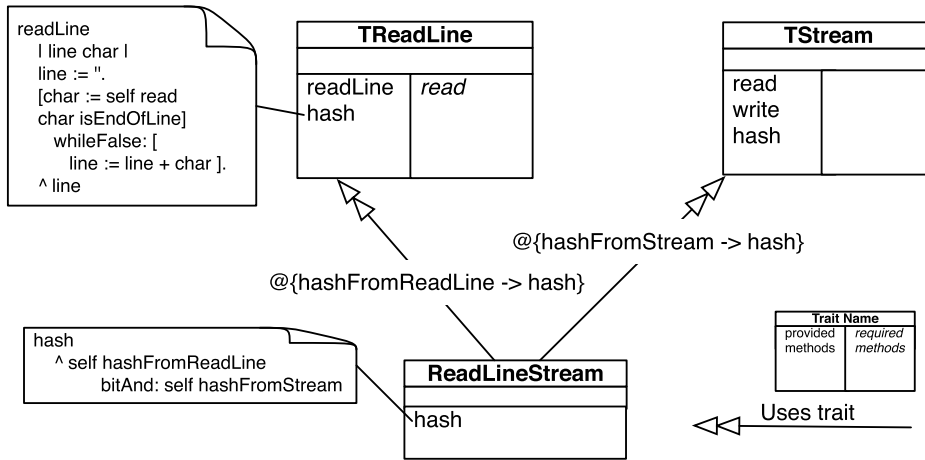 readLine
| line char |
line := ''.
[char := self read
char isEndOfLine]
whileFalse: [
line := line + char ].
^ line
TReadLine
readLine
hash
read
TStream
read
write
hash
@{hashFromStream -> hash}
@{hashFromReadLine -> hash}
hash
^ self hashFromReadLine
bitAnd: self hashFromStream
ReadLineStream
hash
Trait Name
provided
methods
required
methods
Uses trait